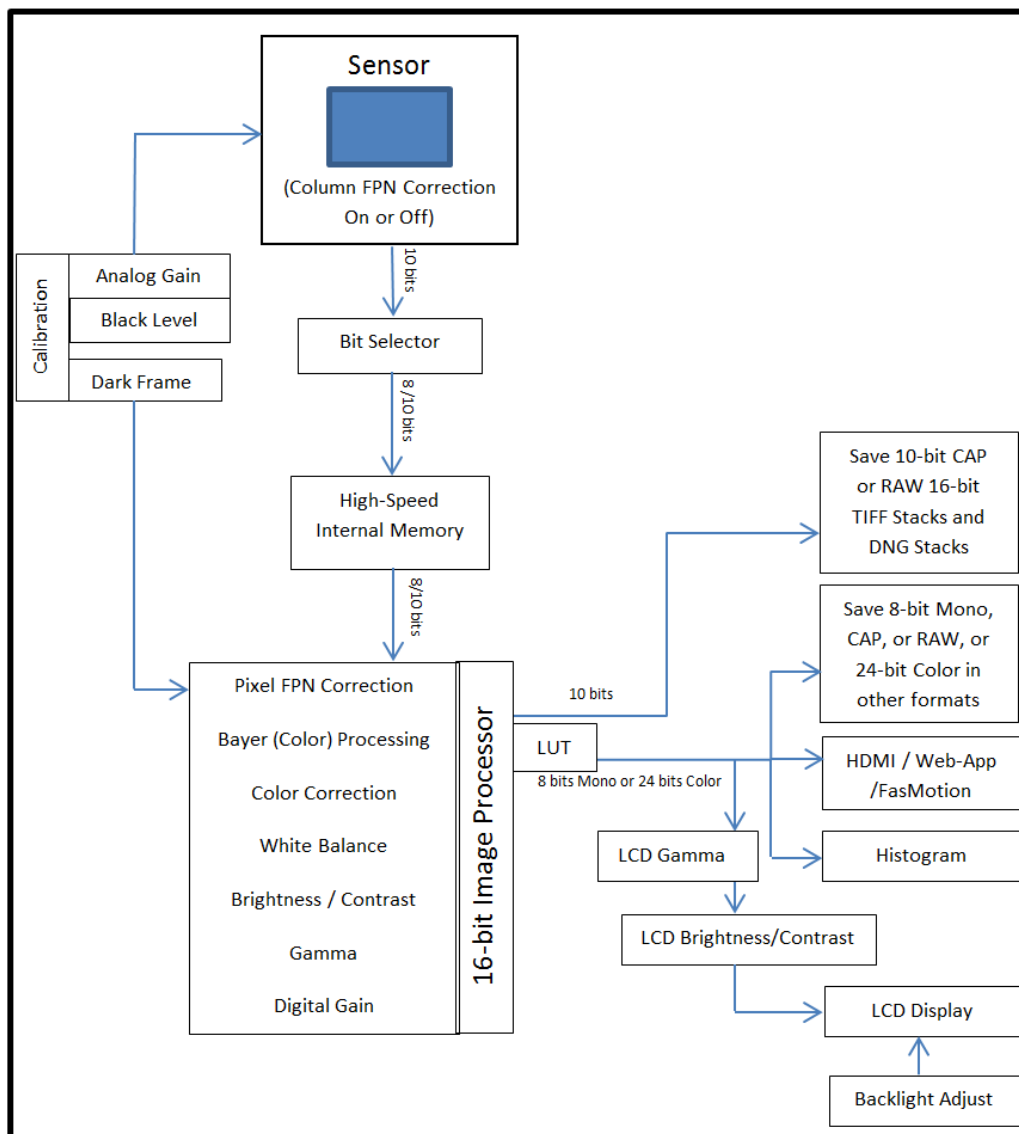 Sensor
(Column FPN Correction
On or Off)
10 bits
Calibration
Analog Gain
Black Level
Dark Frame
Bit Selector
8/10 bits
High-Speed
Internal Memory
8/10 bits
Pixel FPN Correction
Bayer (Color) Processing
Color Correction
White Balance
Brightness / Contrast
Gamma
Digital Gain
16-bit Image Processor
10 bits
LUT
8 bits Mono or 24 bits Color
Save 10-bit CAP
or RAW 16-bit
TIFF Stacks and
DNG Stacks
Save 8-bit Mono,
CAP, or RAW, or
24-bit Color in
other formats
HDMI / Web-App
/FasMotion
Histogram
LCD Gamma
LCD Brightness/Contrast
LCD Display
Backlight Adjust